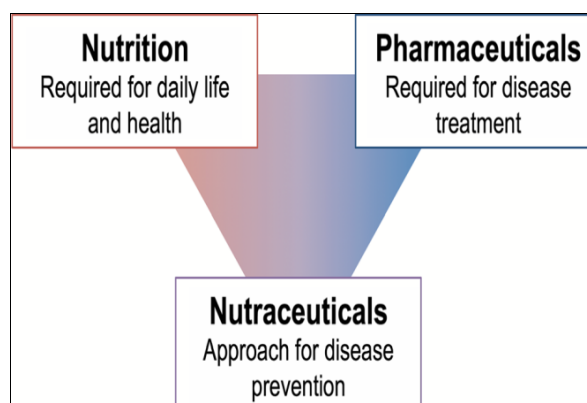 Nutrition
Required for daily life
and health
Pharmaceuticals
Required for disease
treatment
Nutraceuticals
Approach for disease
prevention